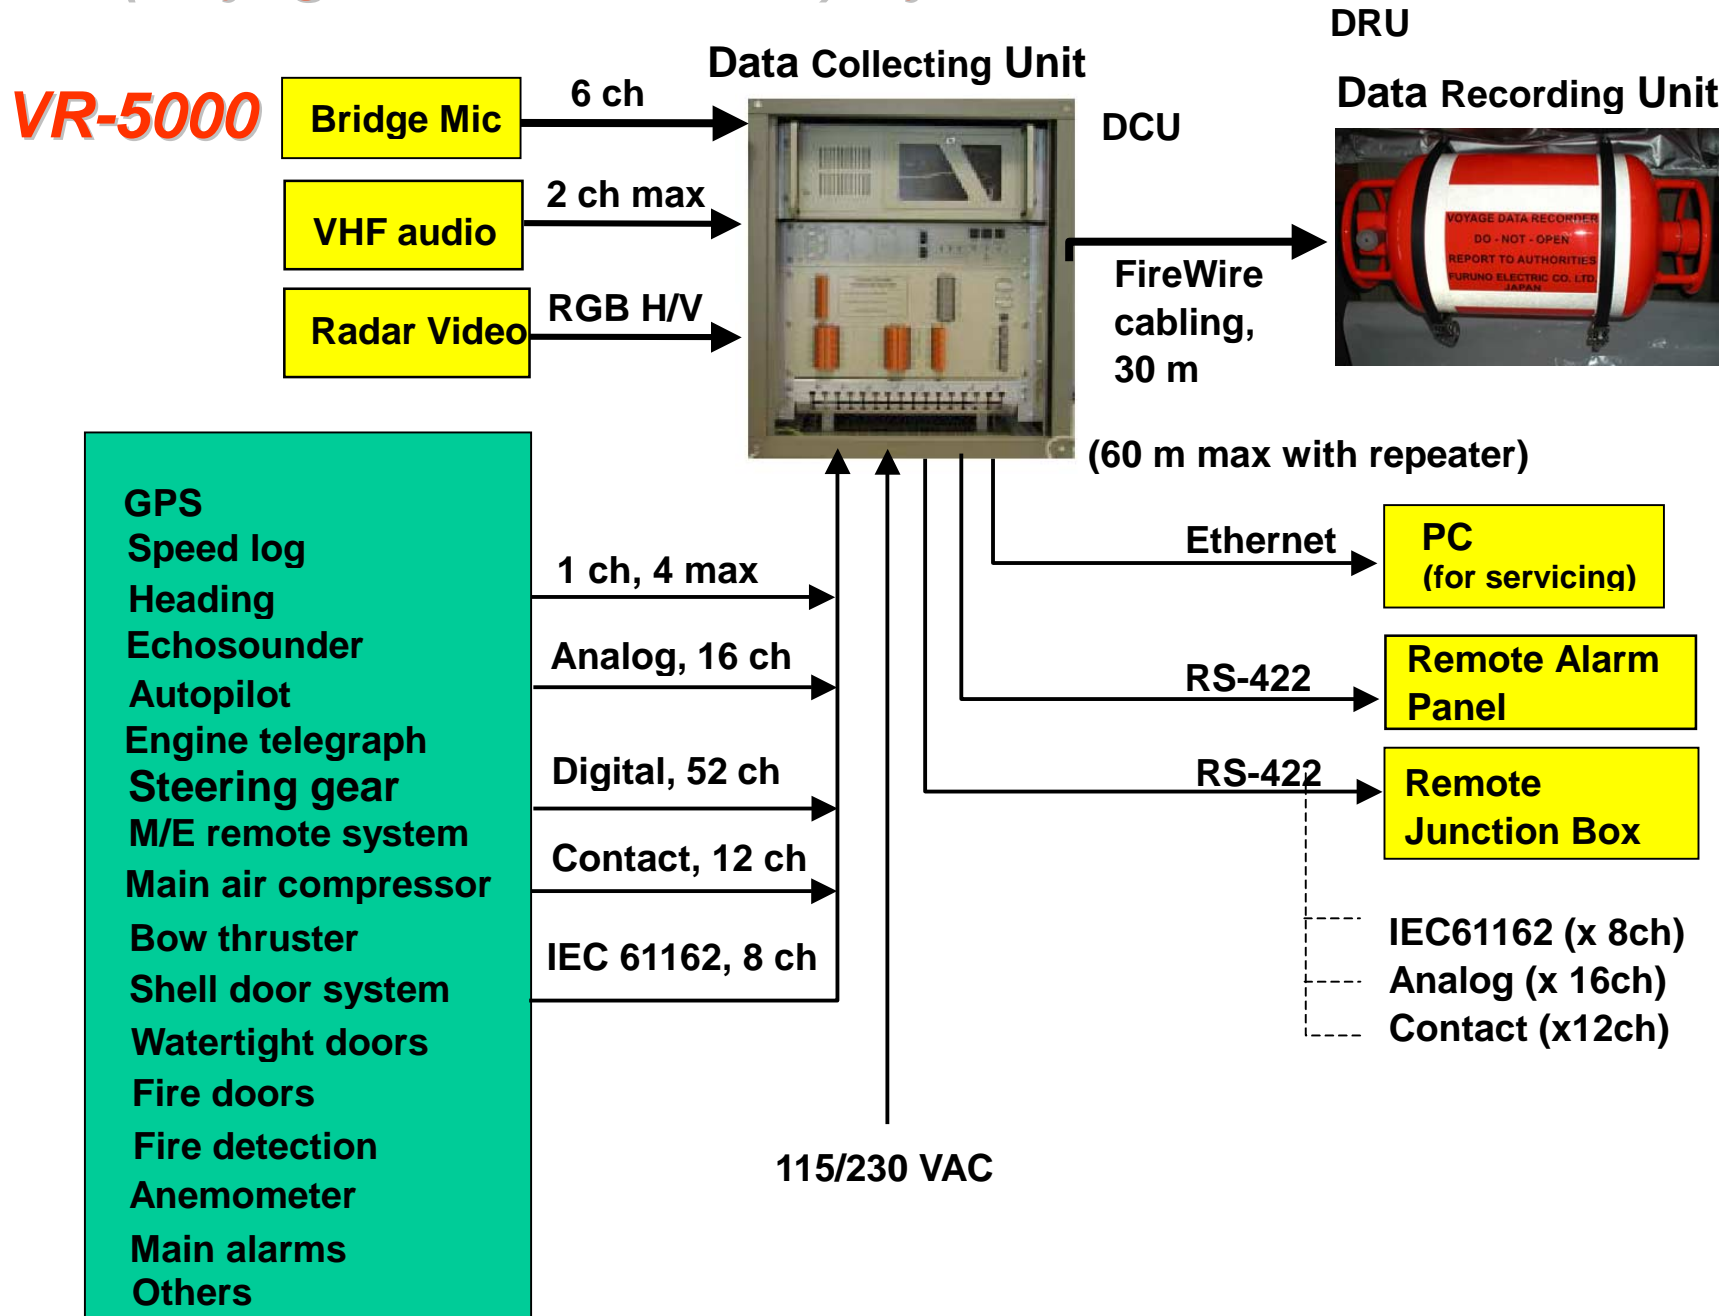 DRU
Data Collecting Unit
Data Recording Unit
VR-5000
Bridge Mic
6 ch
DCU
VHF audio
2 ch max
VOYAGE DATA RECORDER
DO - NOT - OPEN
REPORT TO AUTHORITIES
FURUNO ELECTRIC CO. LTD.
JAPAN
Radar Video
RGB H/V
FireWire
cabling,
30 m
(60 m max with repeater)
GPS
Speed log
Heading
Echosounder
Autopilot
Engine telegraph
Steering gear
M/E remote system
Main air compressor
Bow thruster
Shell door system
Watertight doors
Fire doors
Fire detection
Anemometer
Main alarms
Others
1 ch, 4 max
Analog, 16 ch
Digital, 52 ch
Contact, 12 ch
IEC 61162, 8 ch
115/230 VAC
Ethernet
PC
(for servicing)
RS-422
Remote Alarm
Panel
RS-422
Remote
Junction Box
IEC61162 (x 8ch)
Analog (x 16ch)
Contact (x12ch)